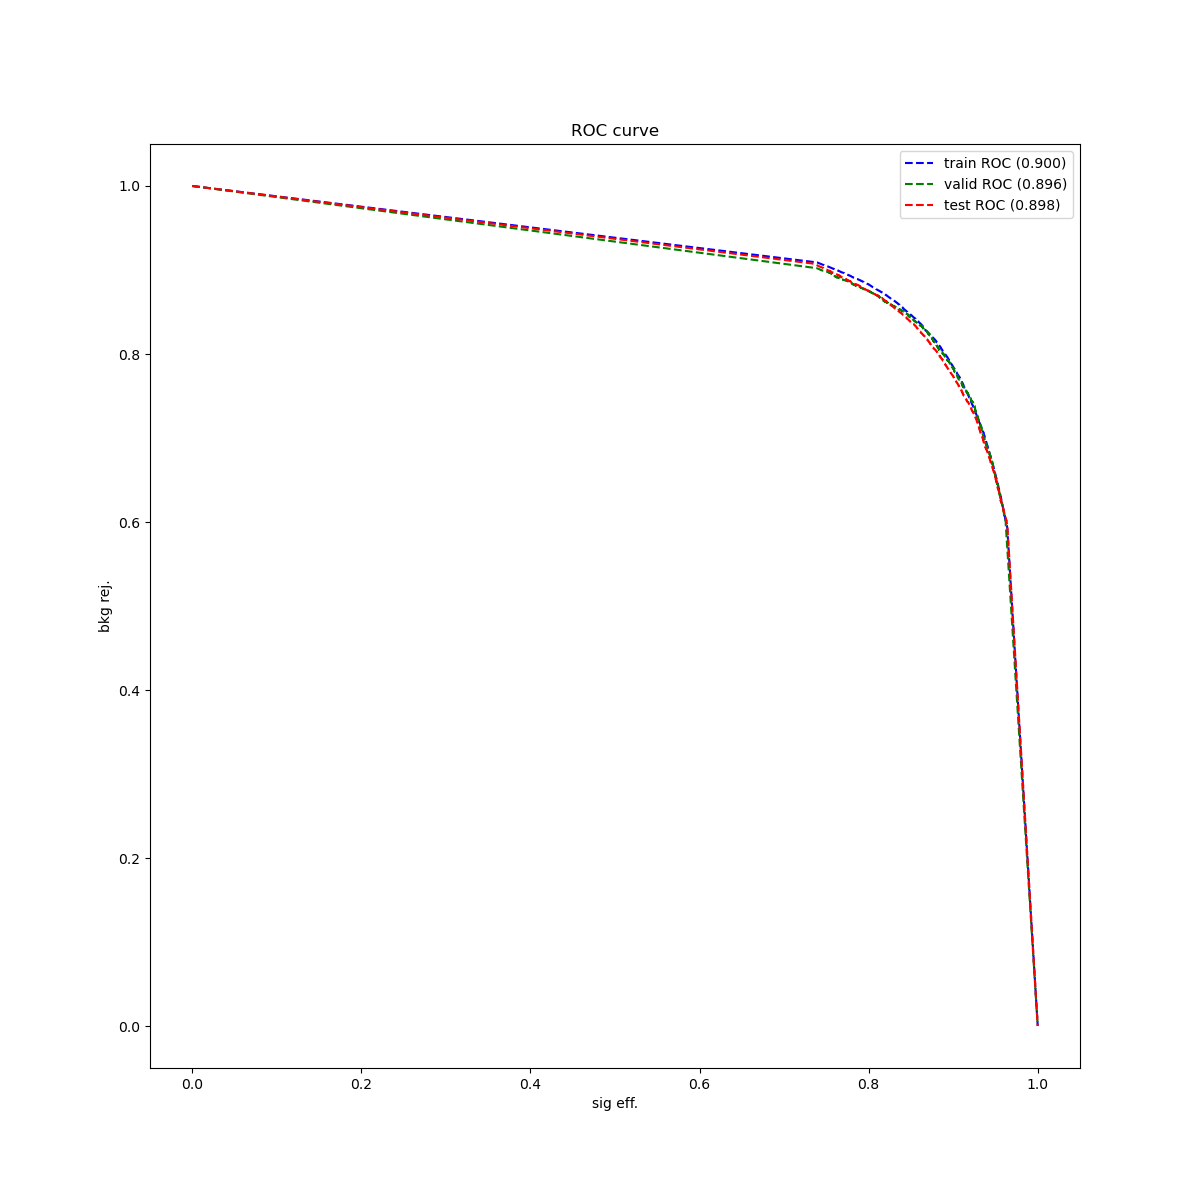 ROC curve
train ROC (0.900)
valid ROC (0.896)
test ROC (0.898)
1.0
0.8
0.6
0.4
0.2
0.0
bkg rej.
0.0 0.2 0.4 0.6 0.8 1.0
sig eff.